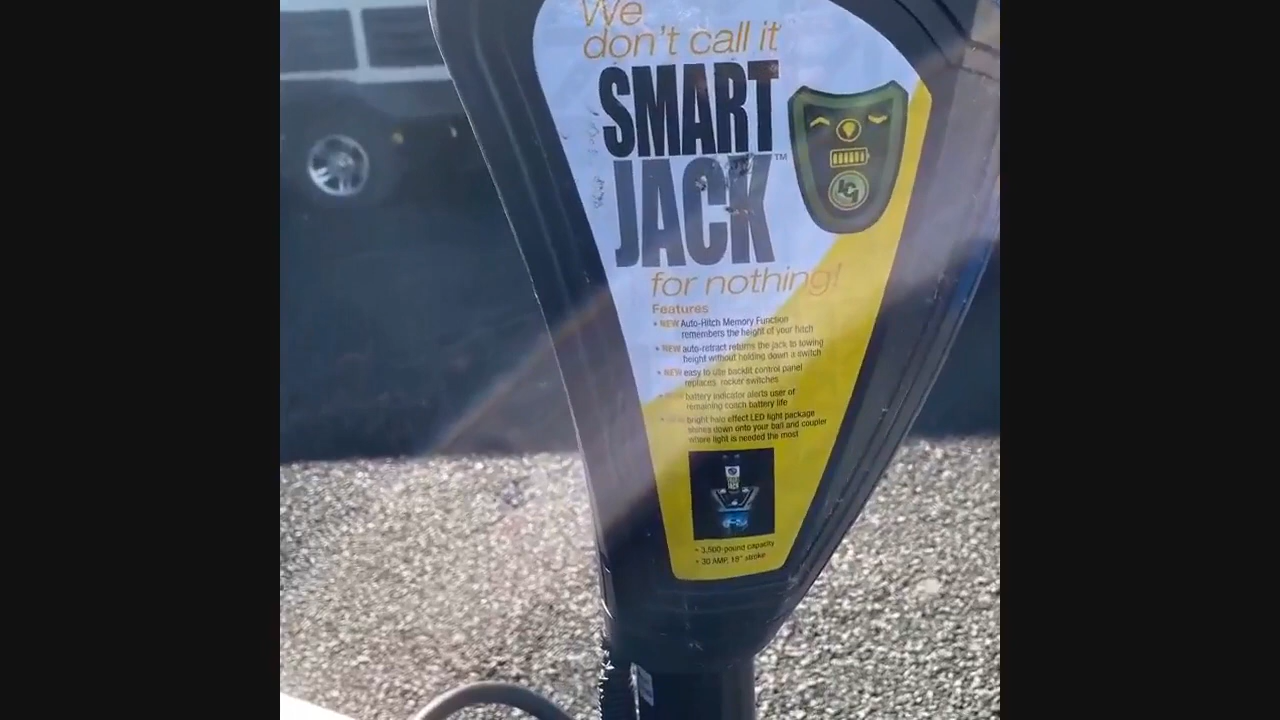 We
don't call it
SMART
JACK™
for nothing!
Features
• NEW Auto-Hitch Memory Function
remembers the height of your hitch
• NEW auto-retract returns the jack to towing
height without holding down a switch
• NEW easy to use backlit control panel
replaces rocker switches
• battery indicator alerts user of
remaining coach battery life
• bright halo effect LED light package
shines down onto your ball and coupler
where light is needed the most
• 3,500-pound capacity
• 30 AMP, 18" stroke